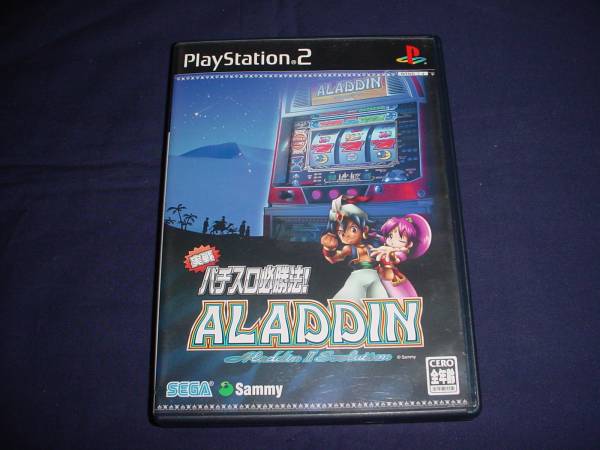 PlayStation®2
ALADDIN
実戦
パチスロ必勝法!
ALADDIN
Aladdin II Evolution
© Sammy
SEGA Sammy
CERO
全年齢